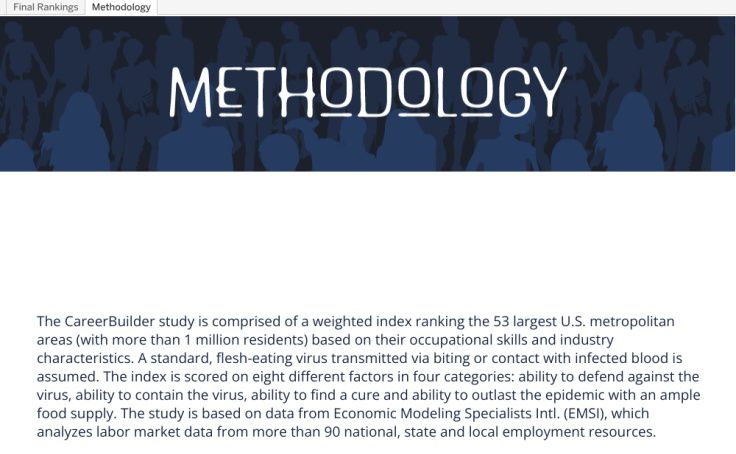 Final Rankings Methodology
METHODOLOGY
The CareerBuilder study is comprised of a weighted index ranking the 53 largest U.S. metropolitan
areas (with more than 1 million residents) based on their occupational skills and industry
characteristics. A standard, flesh-eating virus transmitted via biting or contact with infected blood is
assumed. The index is scored on eight different factors in four categories: ability to defend against the
virus, ability to contain the virus, ability to find a cure and ability to outlast the epidemic with an ample
food supply. The study is based on data from Economic Modeling Specialists Intl. (EMSI), which
analyzes labor market data from more than 90 national, state and local employment resources.